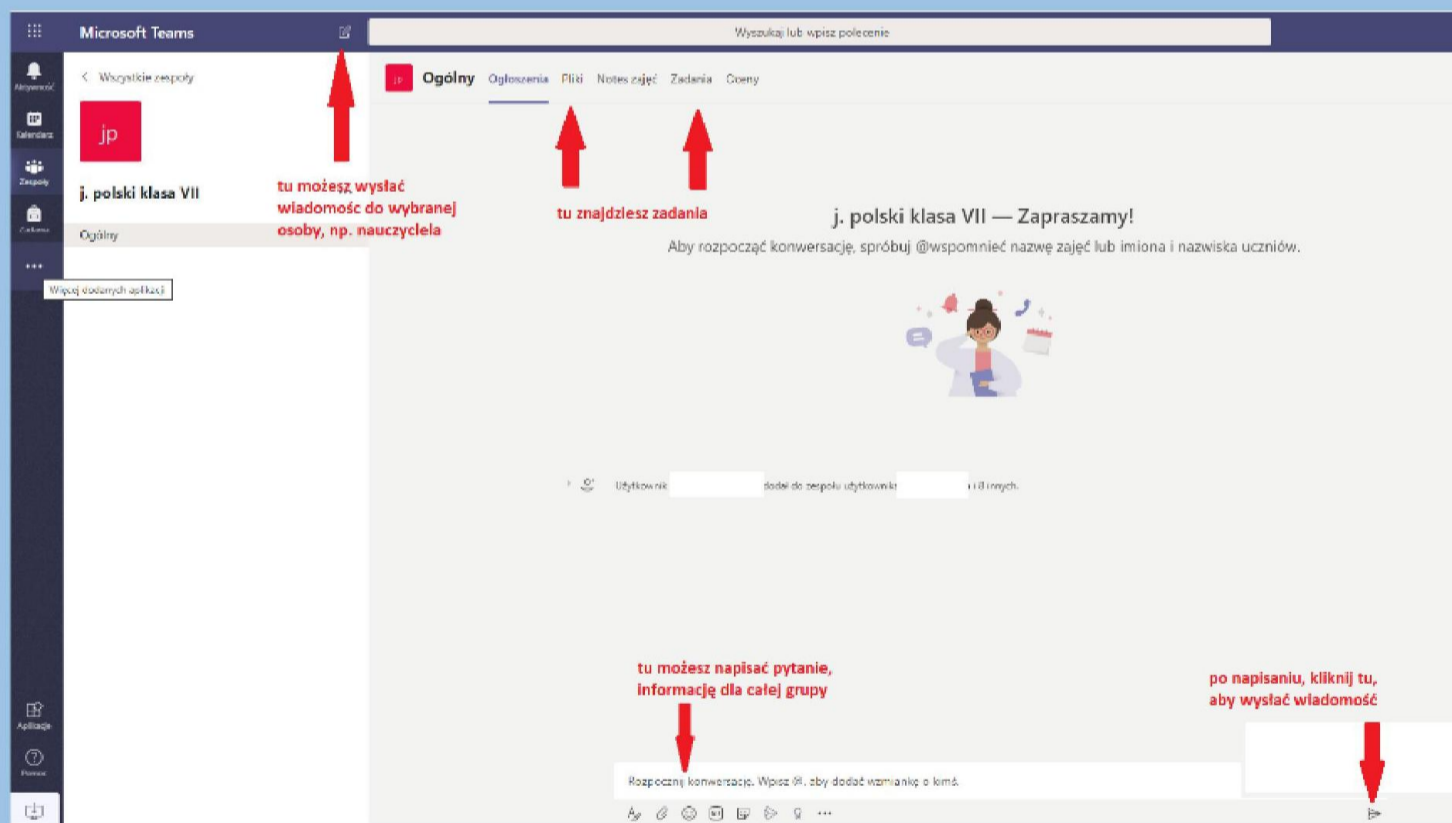 Microsoft Teams
Wyszukaj lub wpisz polecenie
Aktywność
Kalendarz
Zespoły
Zadania
Więcej dodanych aplikacji
Aplikacje
Pomoc
< Wszystkie zespoły
jp
j. polski klasa VII
Ogólny
jp Ogólny Ogłoszenia Pliki Notes zajęć Zadania Oceny
tu możesz wysłać
wiadomośc do wybranej
osoby, np. nauczyciela
tu znajdziesz zadania
j. polski klasa VII — Zapraszamy!
Aby rozpocząć konwersację, spróbuj @wspomnieć nazwę zajęć lub imiona i nazwiska uczniów.
Użytkownik dodał do zespołu użytkownika i 8 innych.
tu możesz napisać pytanie,
informację dla całej grupy
po napisaniu, kliknij tu,
aby wysłać wiadomość
Rozpocznij konwersację. Wpisz @, aby dodać wzmiankę o kimś.